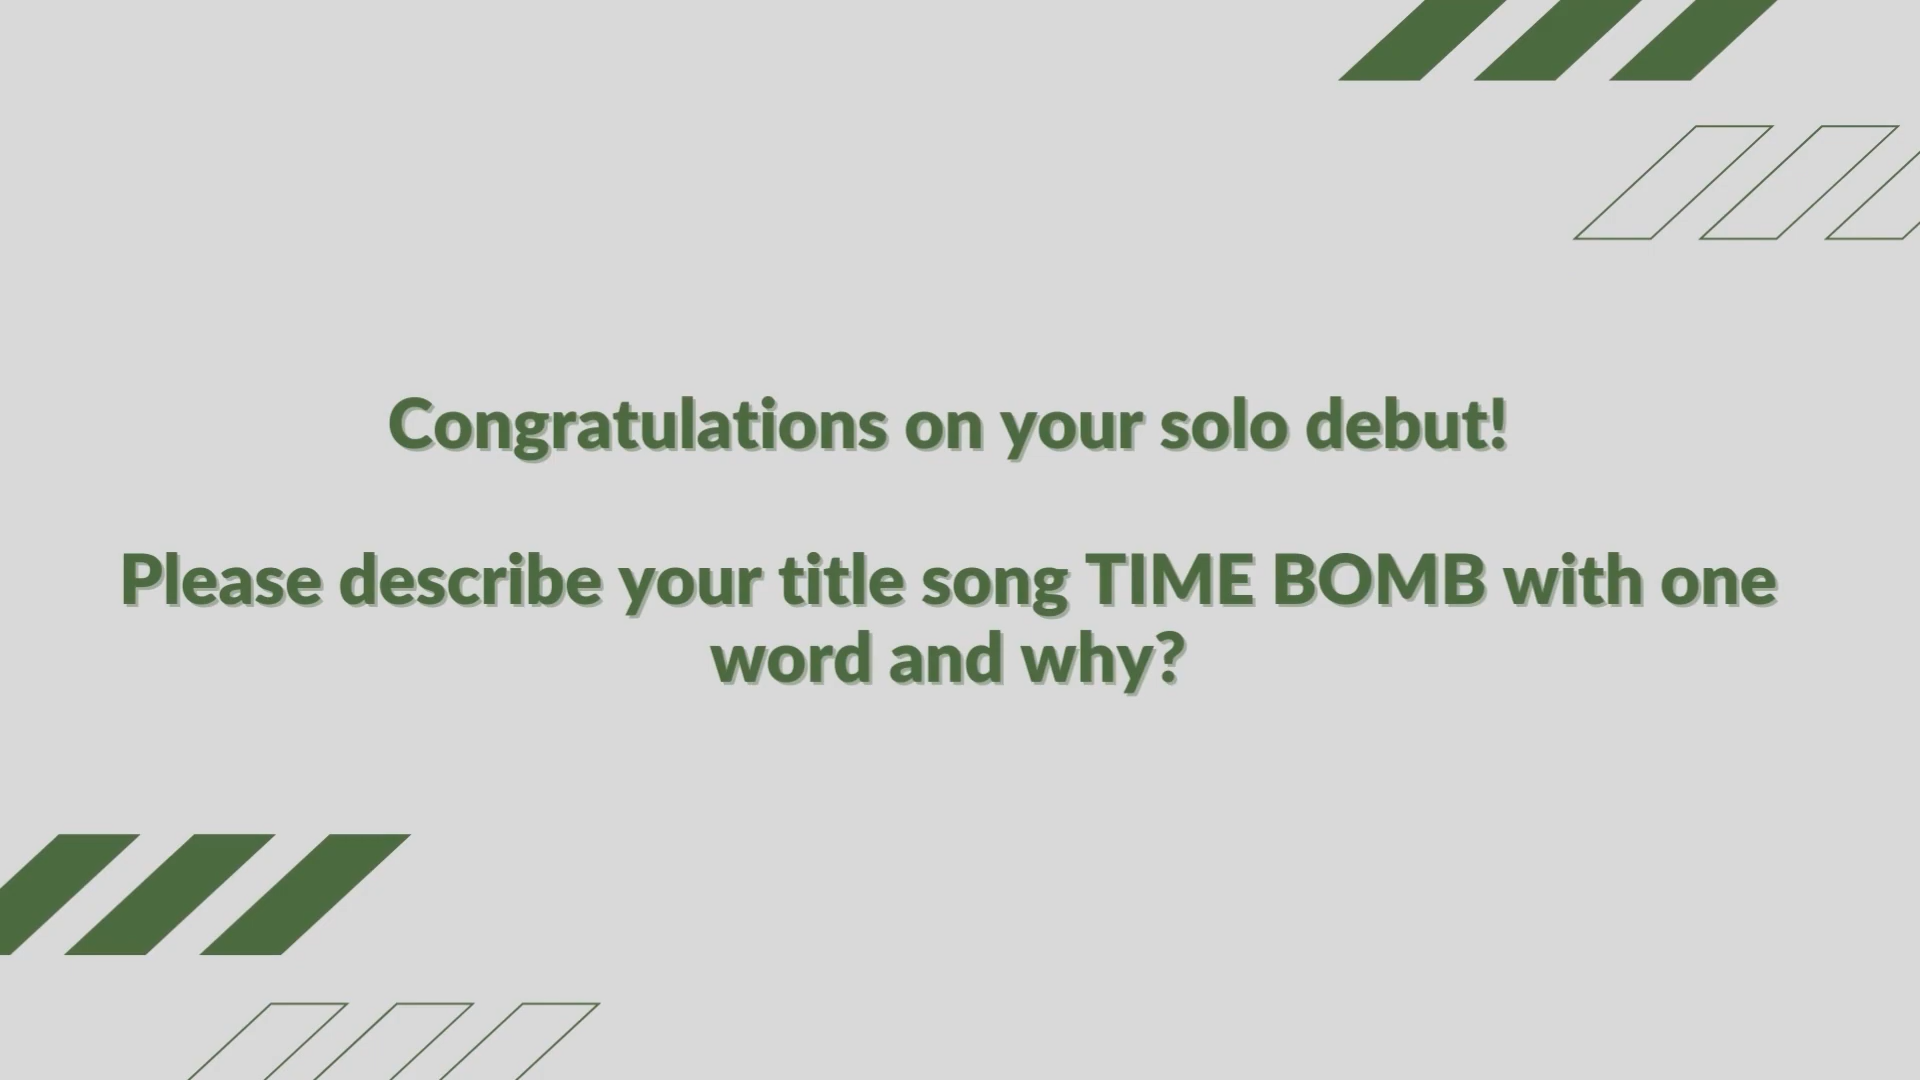 Congratulations on your solo debut!
Please describe your title song TIME BOMB with one
word and why?